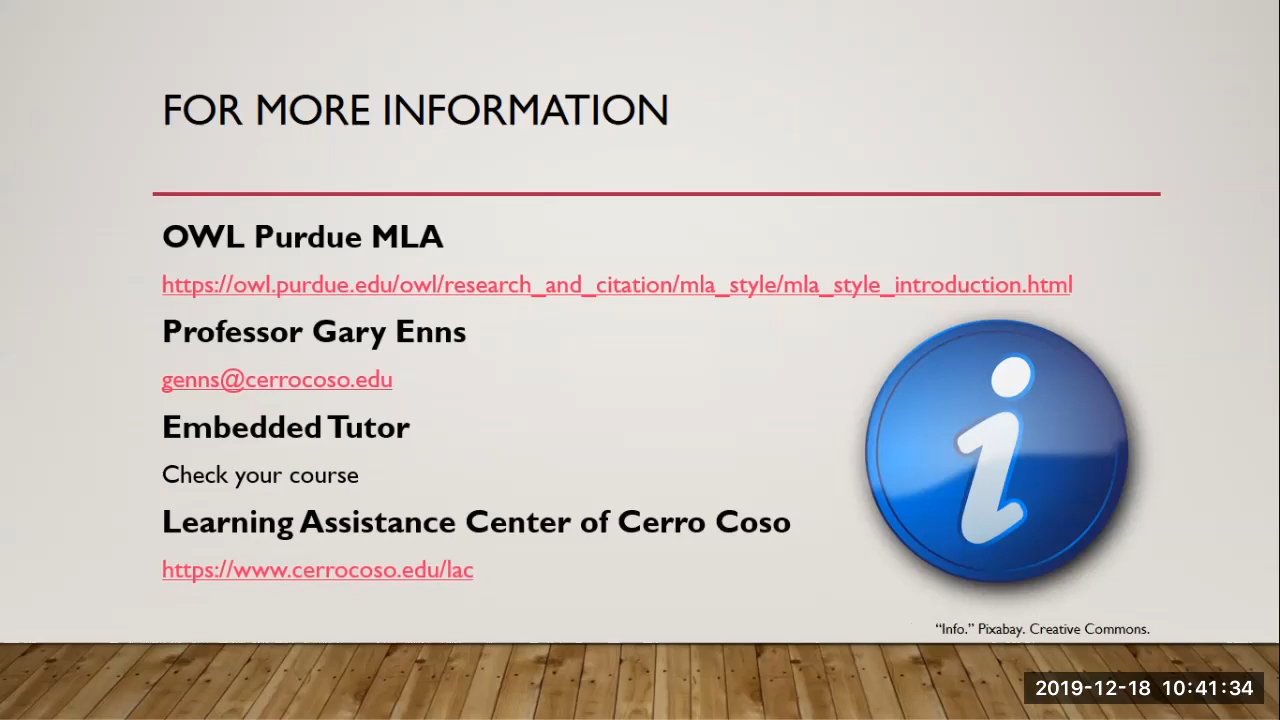 FOR MORE INFORMATION
OWL Purdue MLA
https://owl.purdue.edu/owl/research_and_citation/mla_style/mla_style_introduction.html
Professor Gary Enns
genns@cerrocoso.edu
Embedded Tutor
Check your course
Learning Assistance Center of Cerro Coso
https://www.cerrocoso.edu/lac
“Info.” Pixabay. Creative Commons.
2019-12-18 10:41:34